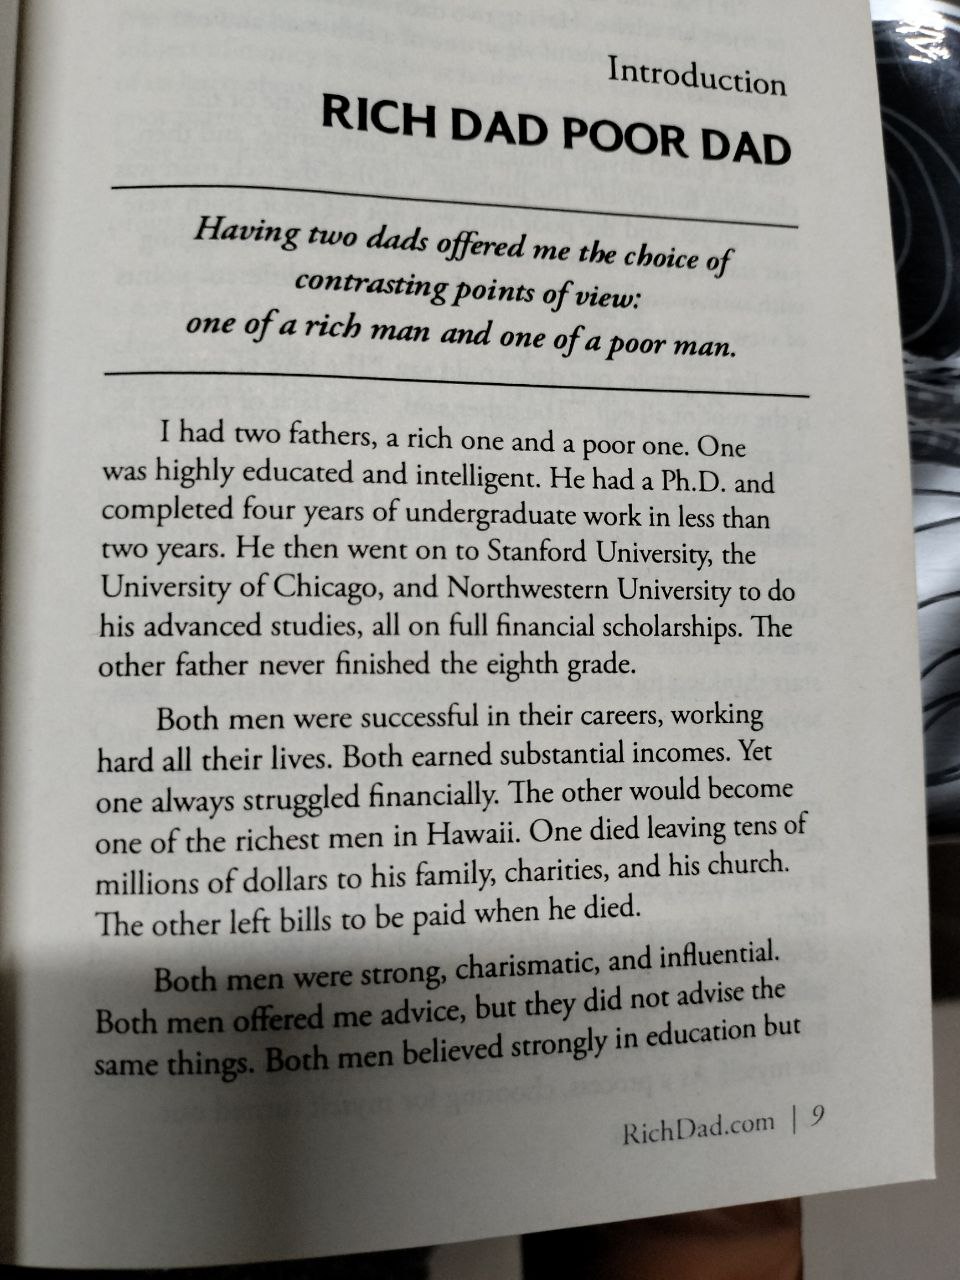 Introduction
RICH DAD POOR DAD
Having two dads offered me the choice of
contrasting points of view:
one of a rich man and one of a poor man.
I had two fathers, a rich one and a poor one. One
was highly educated and intelligent. He had a Ph.D. and
completed four years of undergraduate work in less than
two years. He then went on to Stanford University, the
University of Chicago, and Northwestern University to do
his advanced studies, all on full financial scholarships. The
other father never finished the eighth grade.
Both men were successful in their careers, working
hard all their lives. Both earned substantial incomes. Yet
one always struggled financially. The other would become
one of the richest men in Hawaii. One died leaving tens of
millions of dollars to his family, charities, and his church.
The other left bills to be paid when he died.
Both men were strong, charismatic, and influential.
Both men offered me advice, but they did not advise the
same things. Both men believed strongly in education but
RichDad.com | 9